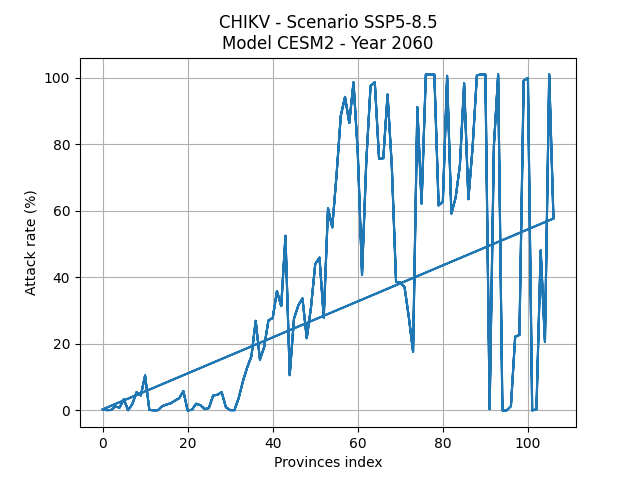 CHIKV - Scenario SSP5-8.5
Model CESM2 - Year 2060
100
80
60
40
20
0
Attack rate (%)
0 20 40 60 80 100
Provinces index